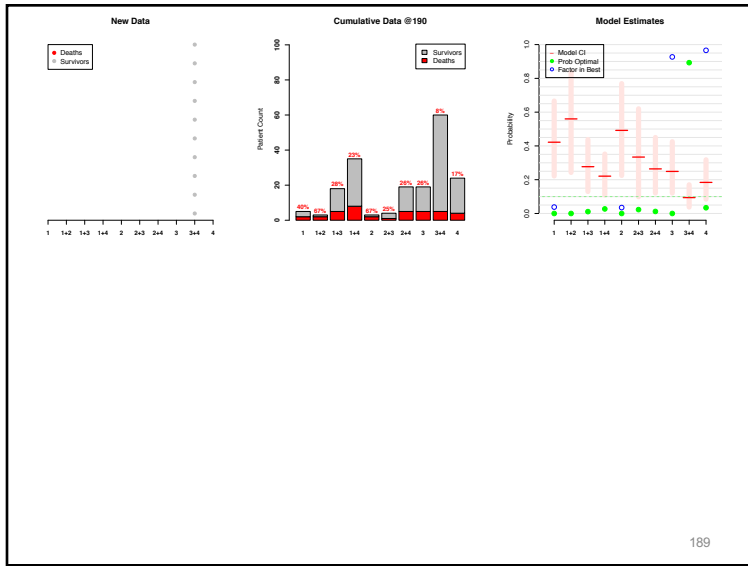 New Data
Deaths
Survivors
1 1+2 1+3 1+4 2 2+3 2+4 3 3+4 4
Cumulative Data @190
Survivors
Deaths
Patient Count
100
80
60
40
20
0
40% 67% 28% 23% 67% 25% 26% 26% 8% 17%
1 1+2 1+3 1+4 2 2+3 2+4 3 3+4 4
Model Estimates
Model CI
Prob Optimal
Factor in Best
Probability
1.0
0.8
0.6
0.4
0.2
0.0
1 1+2 1+3 1+4 2 2+3 2+4 3 3+4 4
189